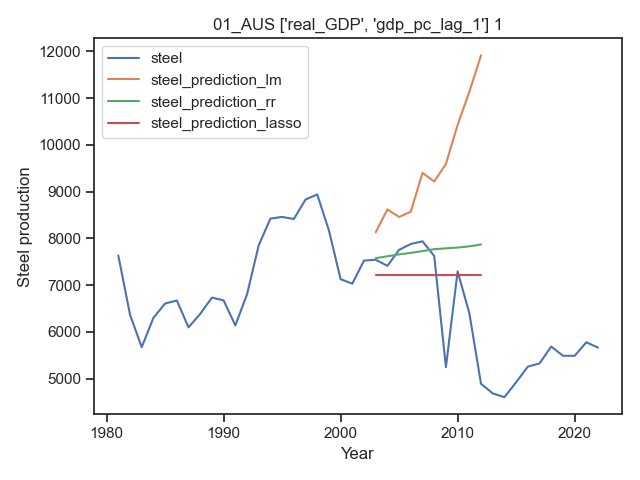 01_AUS ['real_GDP', 'gdp_pc_lag_1'] 1
steel
steel_prediction_lm
steel_prediction_rr
steel_prediction_lasso
Steel production
12000
11000
10000
9000
8000
7000
6000
5000
1980
1990
2000
2010
2020
Year